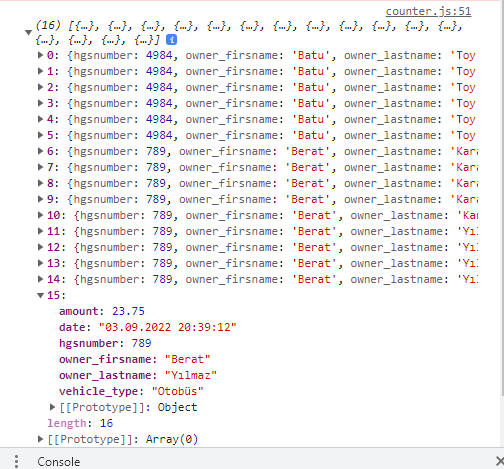 counter.js:51
(16) [{…}, {…}, {…}, {…}, {…}, {…}, {…}, {…}, {…}, {…}, {…}, {…},
{…}, {…}, {…}, {…}] i
0: {hgsnumber: 4984, owner_firsname: 'Batu', owner_lastname: 'Toy
1: {hgsnumber: 4984, owner_firsname: 'Batu', owner_lastname: 'Toy
2: {hgsnumber: 4984, owner_firsname: 'Batu', owner_lastname: 'Toy
3: {hgsnumber: 4984, owner_firsname: 'Batu', owner_lastname: 'Toy
4: {hgsnumber: 4984, owner_firsname: 'Batu', owner_lastname: 'Toy
5: {hgsnumber: 4984, owner_firsname: 'Batu', owner_lastname: 'Toy
6: {hgsnumber: 789, owner_firsname: 'Berat', owner_lastname: 'Kara
7: {hgsnumber: 789, owner_firsname: 'Berat', owner_lastname: 'Kara
8: {hgsnumber: 789, owner_firsname: 'Berat', owner_lastname: 'Kara
9: {hgsnumber: 789, owner_firsname: 'Berat', owner_lastname: 'Kara
10: {hgsnumber: 789, owner_firsname: 'Berat', owner_lastname: 'Kar
11: {hgsnumber: 789, owner_firsname: 'Berat', owner_lastname: 'Yıl
12: {hgsnumber: 789, owner_firsname: 'Berat', owner_lastname: 'Yıl
13: {hgsnumber: 789, owner_firsname: 'Berat', owner_lastname: 'Yıl
14: {hgsnumber: 789, owner_firsname: 'Berat', owner_lastname: 'Yıl
15:
amount: 23.75
date: "03.09.2022 20:39:12"
hgsnumber: 789
owner_firsname: "Berat"
owner_lastname: "Yılmaz"
vehicle_type: "Otobüs"
[[Prototype]]: Object
length: 16
[[Prototype]]: Array(0)
Console